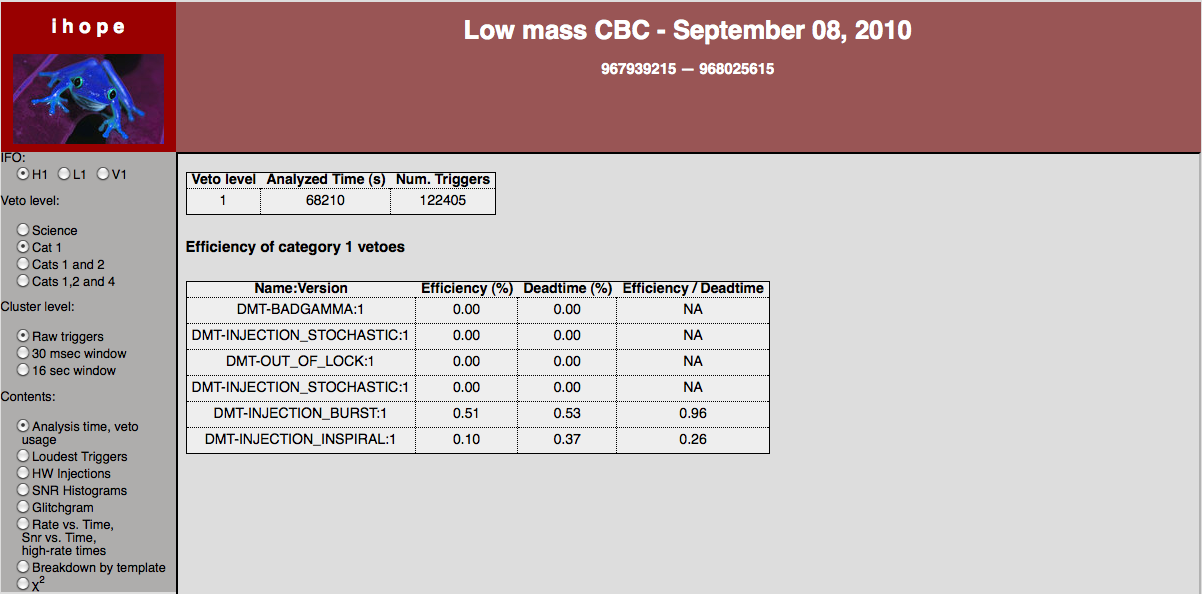 ihope
Low mass CBC - September 08, 2010
967939215 — 968025615
IFO:
H1 L1 V1
Veto level:
Science
Cat 1
Cats 1 and 2
Cats 1,2 and 4
Cluster level:
Raw triggers
30 msec window
16 sec window
Contents:
Analysis time, veto
usage
Loudest Triggers
HW Injections
SNR Histograms
Glitchgram
Rate vs. Time,
Snr vs. Time,
high-rate times
Breakdown by template
χ²
Veto level Analyzed Time (s) Num. Triggers
1 68210 122405
Efficiency of category 1 vetoes
Name:Version Efficiency (%) Deadtime (%) Efficiency / Deadtime
DMT-BADGAMMA:1 0.00 0.00 NA
DMT-INJECTION_STOCHASTIC:1 0.00 0.00 NA
DMT-OUT_OF_LOCK:1 0.00 0.00 NA
DMT-INJECTION_STOCHASTIC:1 0.00 0.00 NA
DMT-INJECTION_BURST:1 0.51 0.53 0.96
DMT-INJECTION_INSPIRAL:1 0.10 0.37 0.26